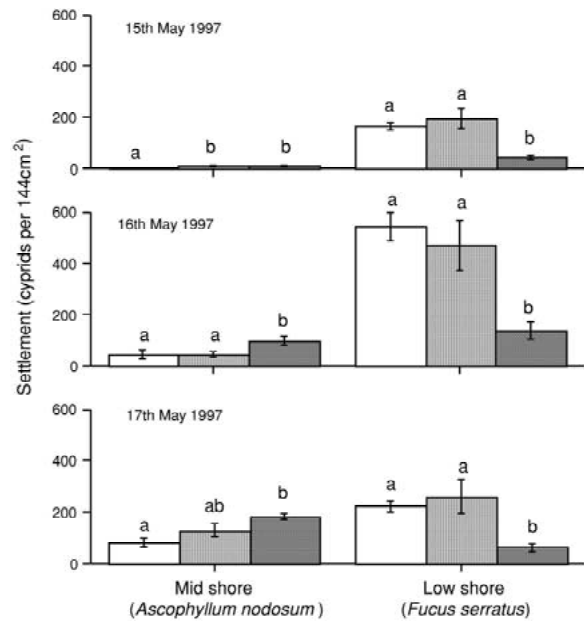 Settlement (cyprids per 144cm²)
600
400
200
0
15th May 1997
a
b
b
a
a
b
600
400
200
0
16th May 1997
a
a
b
a
a
b
600
400
200
0
17th May 1997
a
ab
b
a
a
b
Mid shore
(Ascophyllum nodosum)
Low shore
(Fucus serratus)